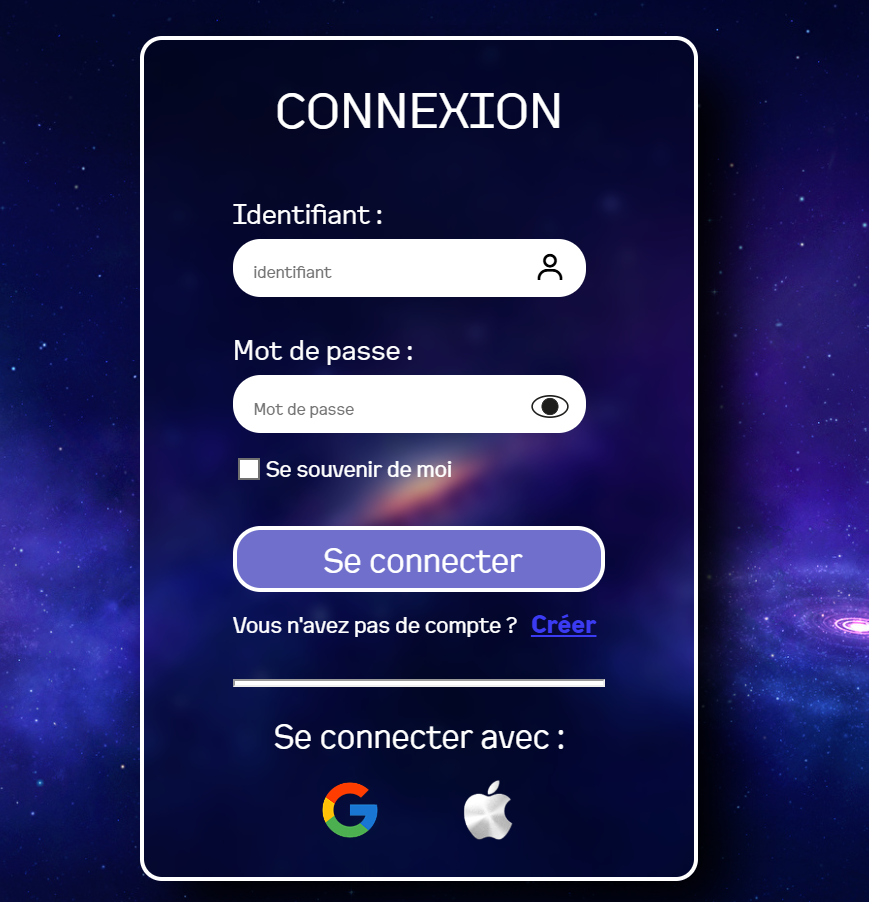 CONNEXION
Identifiant :
identifiant
Mot de passe :
Mot de passe
Se souvenir de moi
Se connecter
Vous n'avez pas de compte ? Créer
Se connecter avec :